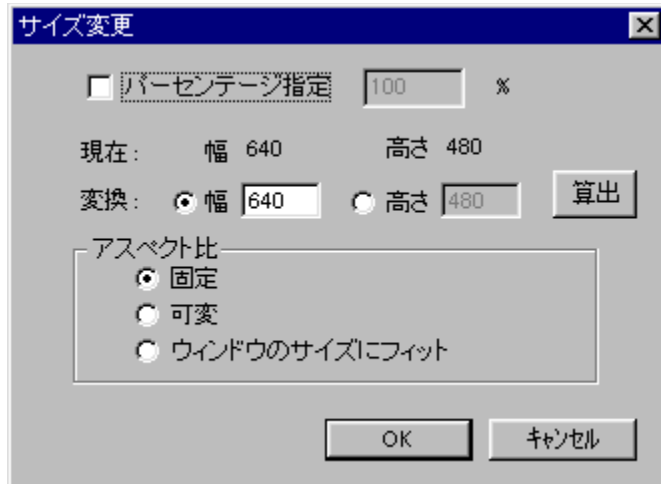 サイズ変更
パーセンテージ指定 100 %
現在: 幅 640 高さ 480
変換: 幅 640 高さ 480 算出
アスペクト比
固定
可変
ウィンドウのサイズにフィット
OK ｷｬﾝｾﾙ